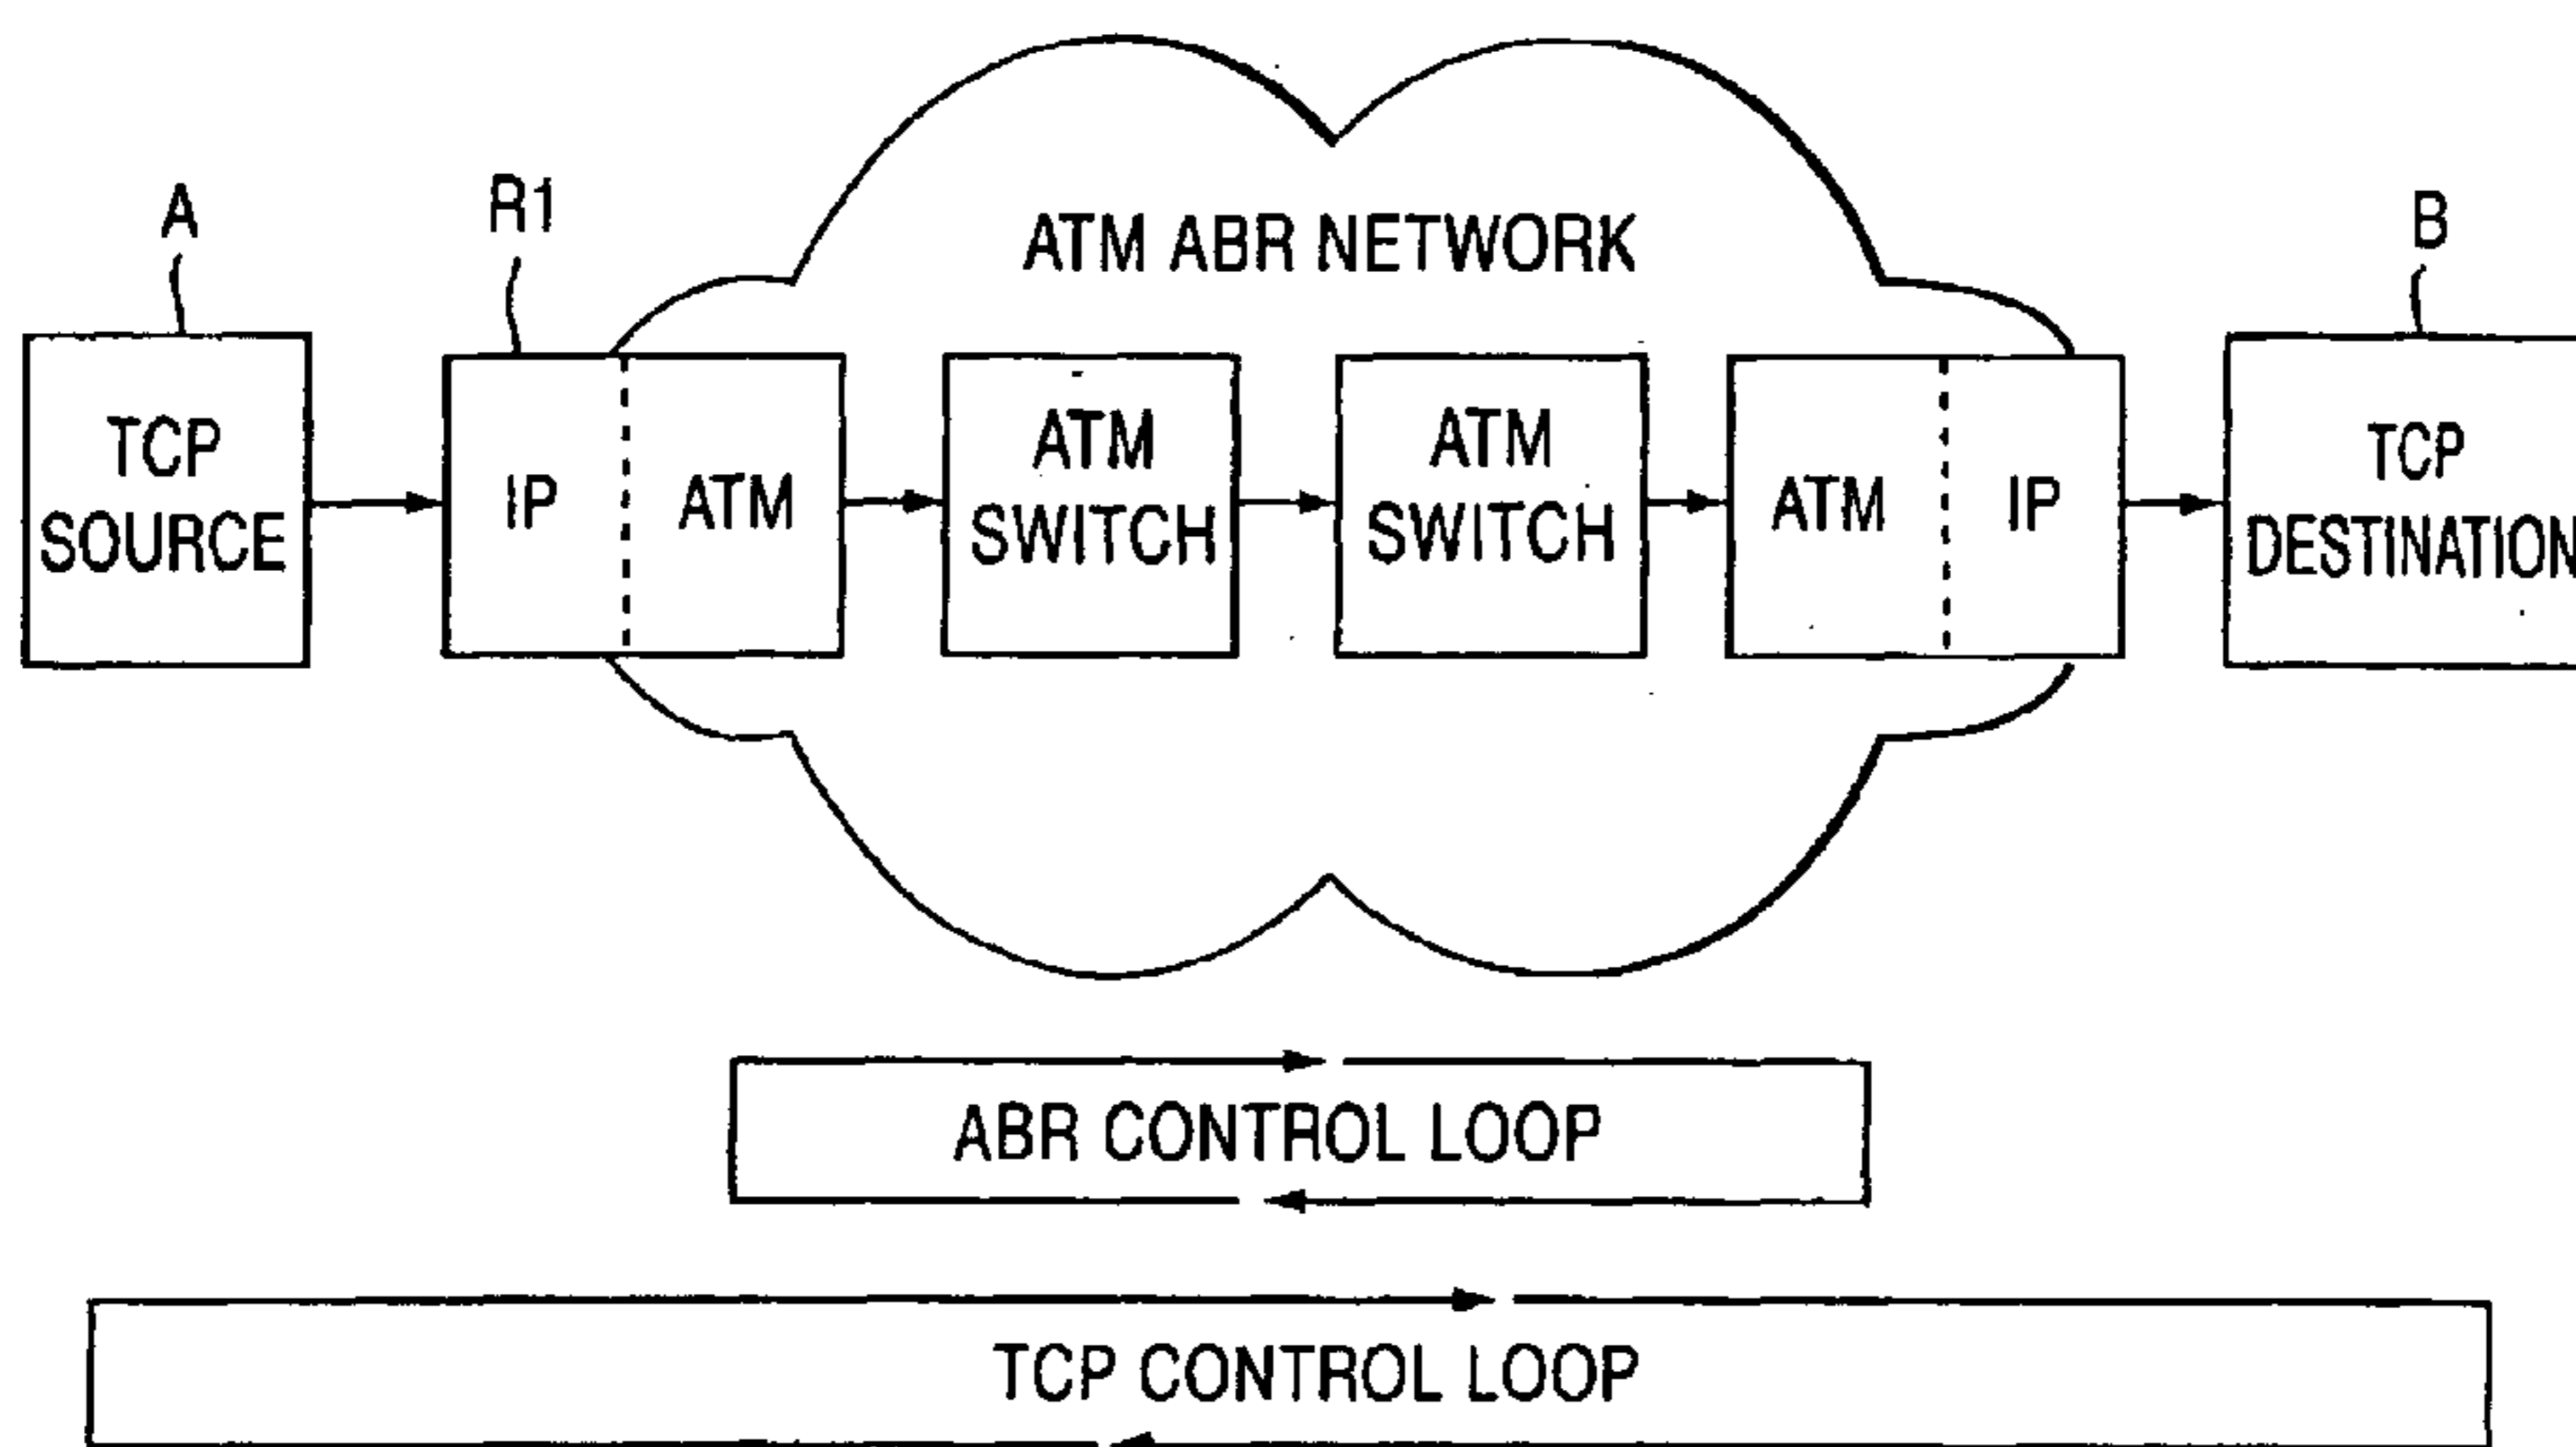 A
R1
ATM ABR NETWORK
B
TCP
SOURCE
IP
ATM
ATM
SWITCH
ATM
SWITCH
ATM
IP
TCP
DESTINATION
ABR CONTROL LOOP
TCP CONTROL LOOP